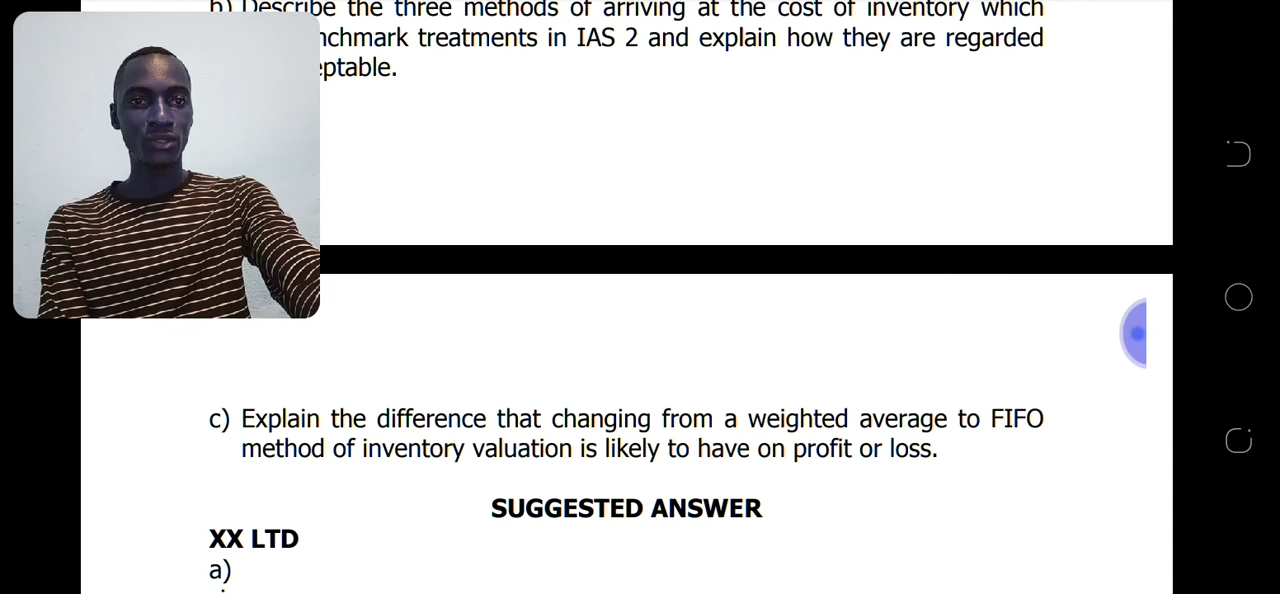 b) Describe the three methods of arriving at the cost of inventory which
nchmark treatments in IAS 2 and explain how they are regarded
ptable.
c) Explain the difference that changing from a weighted average to FIFO
method of inventory valuation is likely to have on profit or loss.
SUGGESTED ANSWER
XX LTD
a)